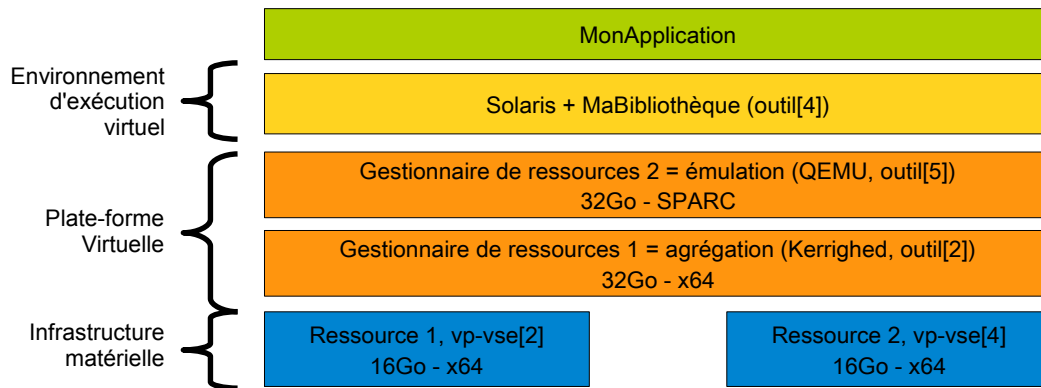 MonApplication
Environnement
d'exécution
virtuel
Solaris + MaBibliothèque (outil[4])
Plate-forme
Virtuelle
Gestionnaire de ressources 2 = émulation (QEMU, outil[5])
32Go - SPARC
Gestionnaire de ressources 1 = agrégation (Kerrighed, outil[2])
32Go - x64
Infrastructure
matérielle
Ressource 1, vp-vse[2]
16Go - x64
Ressource 2, vp-vse[4]
16Go - x64